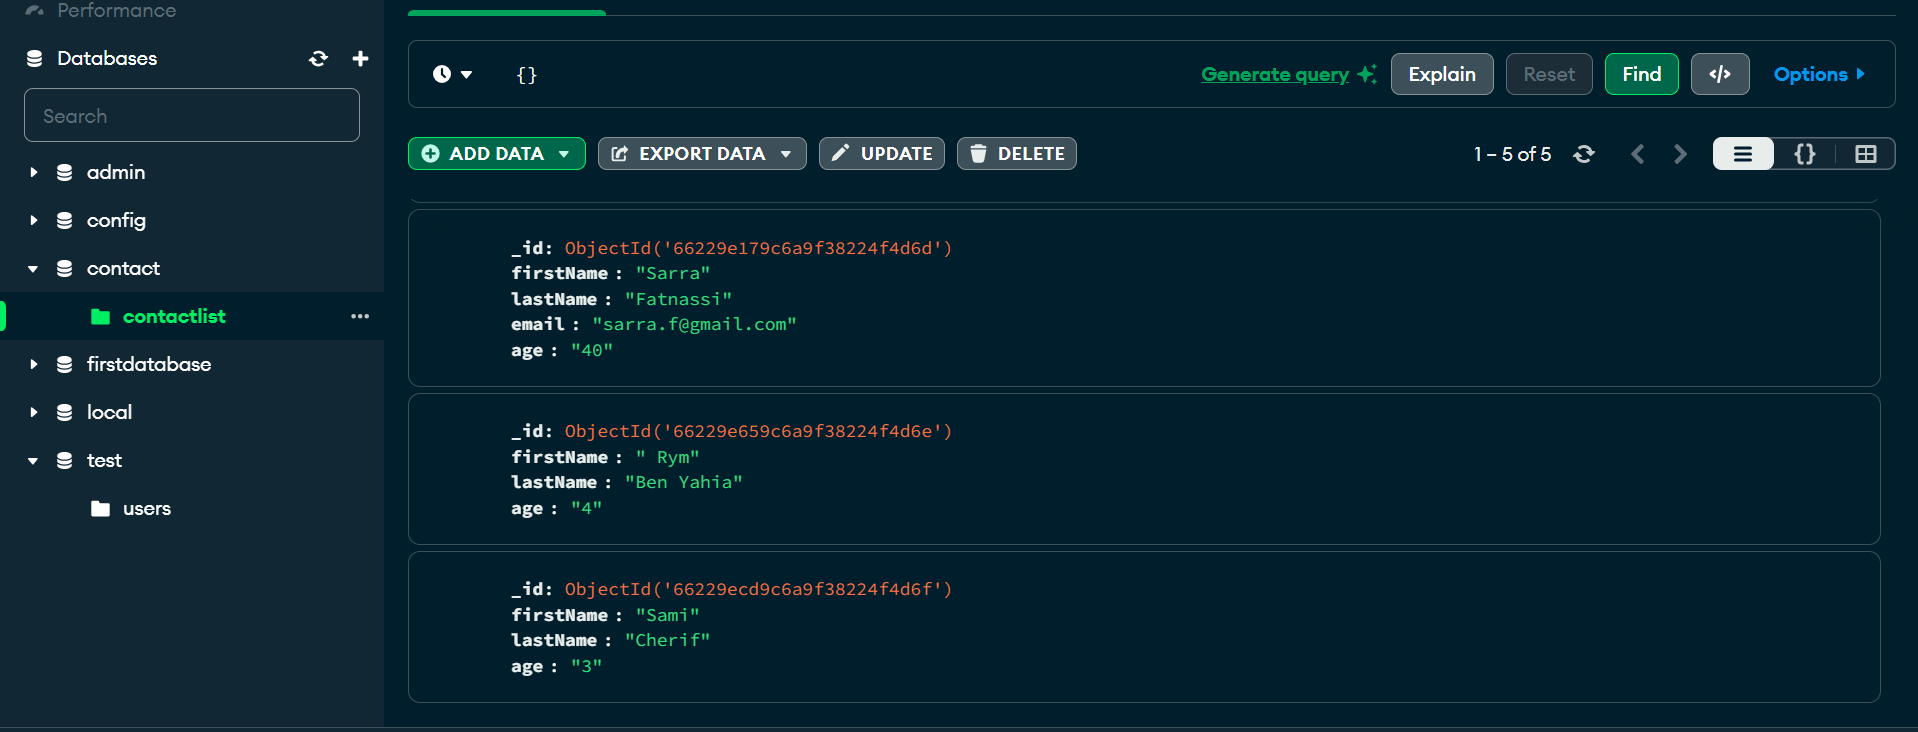 Performance
Databases
Search
admin
config
contact
contactlist
firstdatabase
local
test
users
{}
Generate query
Explain
Reset
Find
</>
Options
ADD DATA
EXPORT DATA
UPDATE
DELETE
1 – 5 of 5
{}
_id: ObjectId('66229e179c6a9f38224f4d6d')
firstName : "Sarra"
lastName : "Fatnassi"
email : "sarra.f@gmail.com"
age : "40"
_id: ObjectId('66229e659c6a9f38224f4d6e')
firstName : " Rym"
lastName : "Ben Yahia"
age : "4"
_id: ObjectId('66229ecd9c6a9f38224f4d6f')
firstName : "Sami"
lastName : "Cherif"
age : "3"